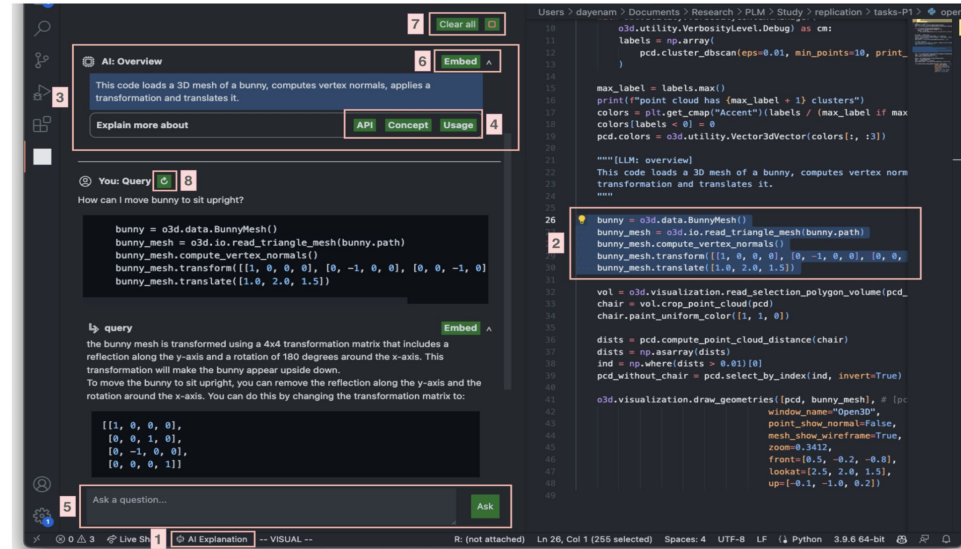 7 Clear all
AI: Overview
6 Embed
This code loads a 3D mesh of a bunny, computes vertex normals, applies a
transformation and translates it.
3
Explain more about
API Concept Usage 4
You: Query 8
How can I move bunny to sit upright?
bunny = o3d.data.BunnyMesh()
bunny_mesh = o3d.io.read_triangle_mesh(bunny.path)
bunny_mesh.compute_vertex_normals()
bunny_mesh.transform([[1, 0, 0, 0], [0, -1, 0, 0], [0, 0, -1, 0]
bunny_mesh.translate([1.0, 2.0, 1.5])
query
Embed
the bunny mesh is transformed using a 4x4 transformation matrix that includes a
reflection along the y-axis and a rotation of 180 degrees around the x-axis. This
transformation will make the bunny appear upside down.
To move the bunny to sit upright, you can remove the reflection along the y-axis and the
rotation around the x-axis. You can do this by changing the transformation matrix to:
[[1, 0, 0, 0],
[0, 0, 1, 0],
[0, -1, 0, 0],
[0, 0, 0, 1]]
5 Ask a question...
Ask
Users > dayenam > Documents > Research > PLM > Study > replication > tasks-P1 > open
10 o3d.utility.VerbosityLevel.Debug) as cm:
11 labels = np.array(
12 pcd.cluster_dbscan(eps=0.01, min_points=10, print_
13 )
14
15 max_label = labels.max()
16 print(f"point cloud has {max_label + 1} clusters")
17 colors = plt.get_cmap("Accent")(labels / (max_label if max
18 colors[labels < 0] = 0
19 pcd.colors = o3d.utility.Vector3dVector(colors[:, :3])
20
21 """[LLM: overview]
22 This code loads a 3D mesh of a bunny, computes vertex norm
23 transformation and translates it.
24 """
25
26 bunny = o3d.data.BunnyMesh()
bunny_mesh = o3d.io.read_triangle_mesh(bunny.path)
2 bunny_mesh.compute_vertex_normals()
29 bunny_mesh.transform([[1, 0, 0, 0], [0, -1, 0, 0], [0, 0,
30 bunny_mesh.translate([1.0, 2.0, 1.5])
31
32 vol = o3d.visualization.read_selection_polygon_volume(pcd_
33 chair = vol.crop_point_cloud(pcd)
34 chair.paint_uniform_color([1, 1, 0])
35
36 dists = pcd.compute_point_cloud_distance(chair)
37 dists = np.asarray(dists)
38 ind = np.where(dists > 0.01)[0]
39 pcd_without_chair = pcd.select_by_index(ind, invert=True)
40
41 o3d.visualization.draw_geometries([pcd, bunny_mesh], # [pc
42 window_name="Open3D",
43 point_show_normal=False,
44 mesh_show_wireframe=True,
45 zoom=0.3412,
46 front=[0.5, -0.2, -0.8],
47 lookat=[2.5, 2.0, 1.5],
48 up=[-0.1, -1.0, 0.2])
49
1
0 3 Live Sh 1 AI Explanation -- VISUAL -- R: (not attached) Ln 26, Col 1 (255 selected) Spaces: 4 UTF-8 LF Python 3.9.6 64-bit